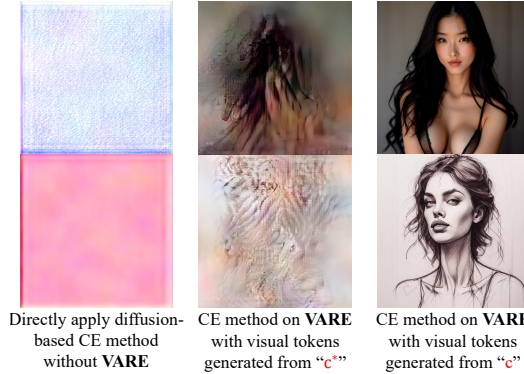 Directly apply diffusion-
based CE method
without VARE
CE method on VARE
with visual tokens
generated from “c*”
CE method on VARE
with visual tokens
generated from “c”